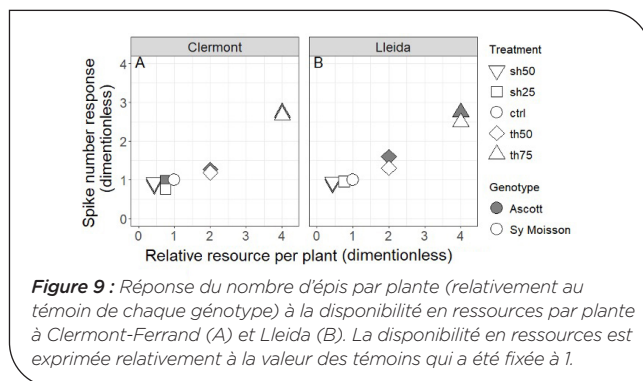 Clermont
Lleida
A
B
Spike number response
(dimentionless)
4
3
2
1
0
0 1 2 3 4
0 1 2 3 4
Relative resource per plant (dimentionless)
Treatment
sh50
sh25
ctrl
th50
th75
Genotype
Ascott
Sy Moisson
Figure 9 : Réponse du nombre d'épis par plante (relativement au
témoin de chaque génotype) à la disponibilité en ressources par plante
à Clermont-Ferrand (A) et Lleida (B). La disponibilité en ressources est
exprimée relativement à la valeur des témoins qui a été fixée à 1.